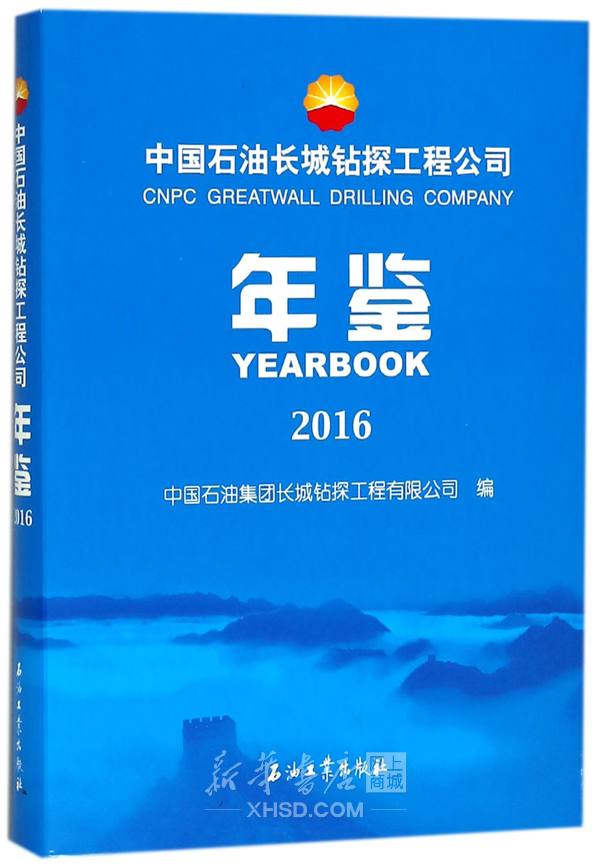 中国石油长城钻探工程公司
CNPC GREATWALL DRILLING COMPANY
年鉴
YEARBOOK
2016
中国石油集团长城钻探工程有限公司 编
石油工业出版社
新华书店 网上商城
XHSD.COM
中国石油长城钻探工程公司
年鉴
2016
石油工业出版社